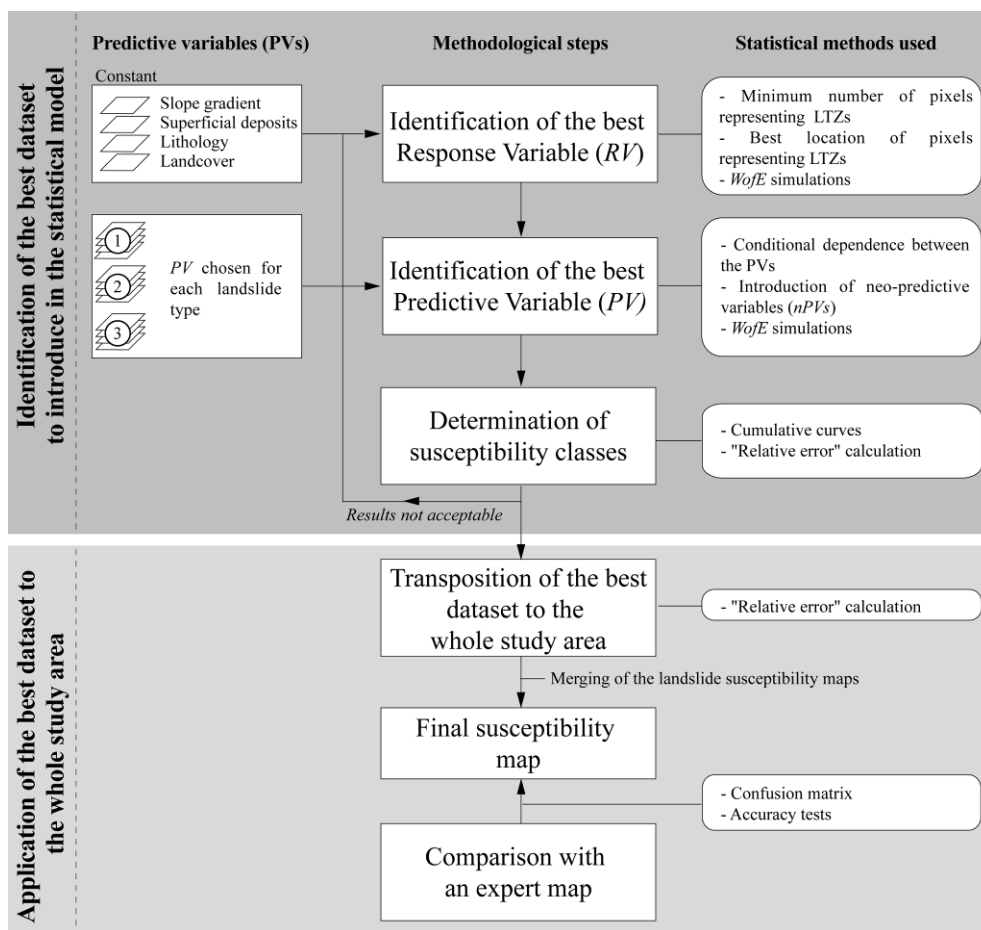 Identification of the best dataset
to introduce in the statistical model
Predictive variables (PVs)
Methodological steps
Statistical methods used
Constant
Slope gradient
Superficial deposits
Lithology
Landcover
Identification of the best
Response Variable (RV)
- Minimum number of pixels
representing LTZs
- Best location of pixels
representing LTZs
- WofE simulations
1
2
3
PV chosen for
each landslide
type
Identification of the best
Predictive Variable (PV)
- Conditional dependence between
the PVs
- Introduction of neo-predictive
variables (nPVs)
- WofE simulations
Determination of
susceptibility classes
- Cumulative curves
- "Relative error" calculation
Results not acceptable
Application of the best dataset to
the whole study area
Transposition of the best
dataset to the
whole study area
- "Relative error" calculation
Merging of the landslide susceptibility maps
Final susceptibility
map
- Confusion matrix
- Accuracy tests
Comparison with
an expert map